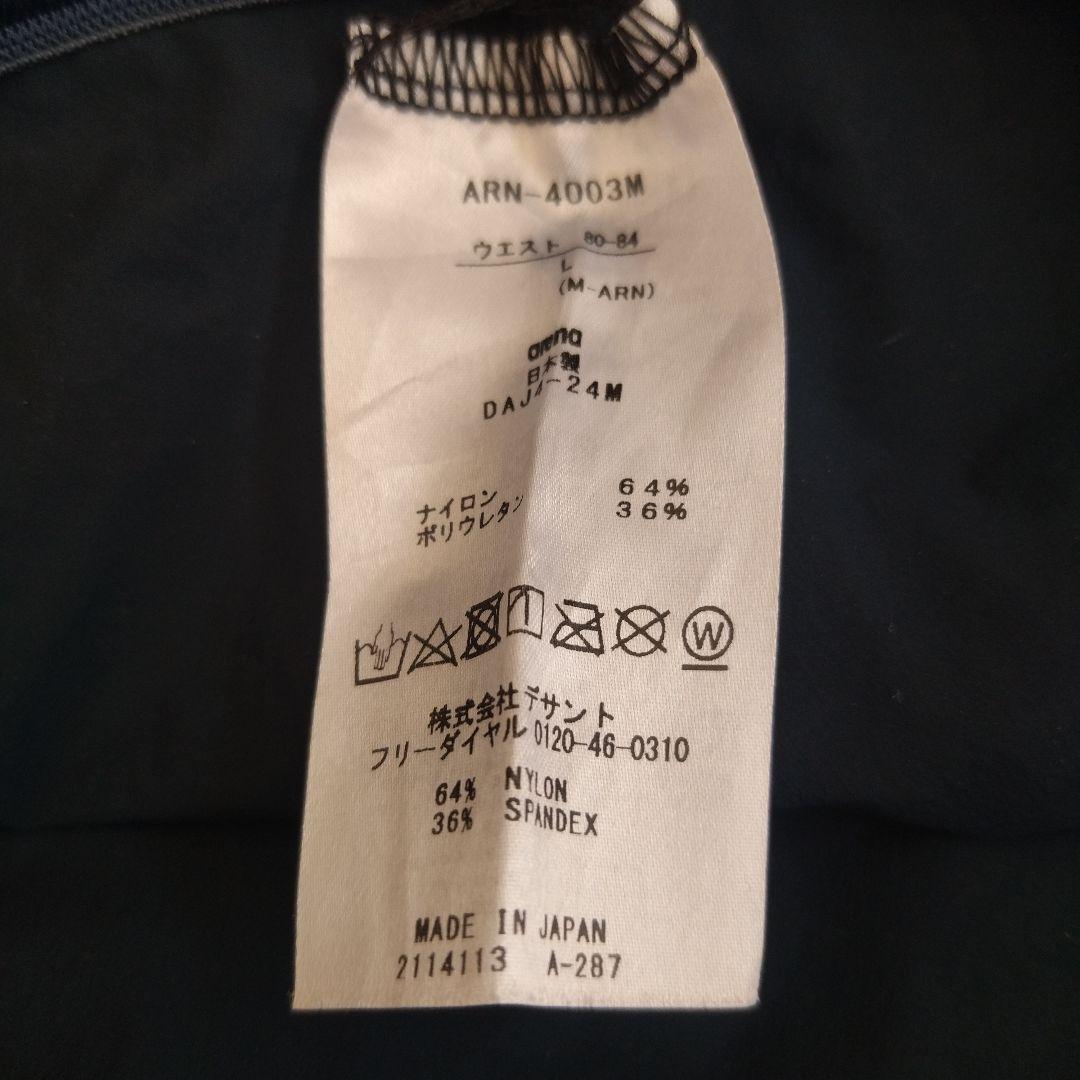 ARN-4003M
ウエスト 80-84
L
(M-ARN)
arena
日本製
DAJ4-24M
ナイロン 64%
ポリウレタン 36%
W
株式会社デサント
フリーダイヤル 0120-46-0310
64% NYLON
36% SPANDEX
MADE IN JAPAN
2114113 A-287